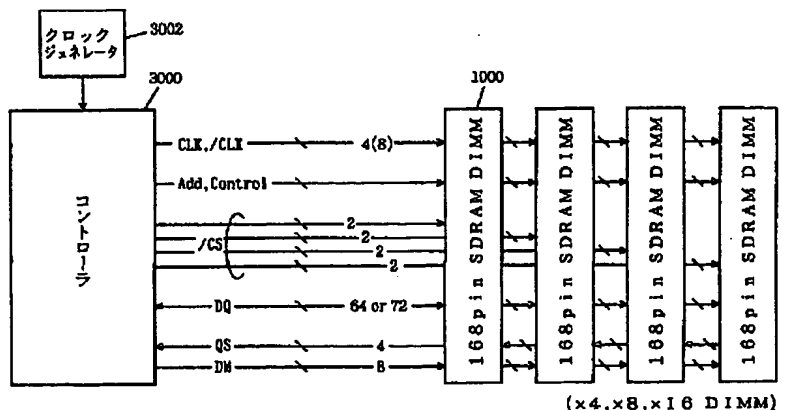 クロック
ジェネレータ
3002
3000
1000
コントローラ
CLK,/CLK
4(8)
Add,Control
/CS
2
2
2
2
DQ
64 or 72
QS
4
DM
8
168pin SDRAM DIMM
168pin SDRAM DIMM
168pin SDRAM DIMM
168pin SDRAM DIMM
(×4,×8,×16 DIMM)